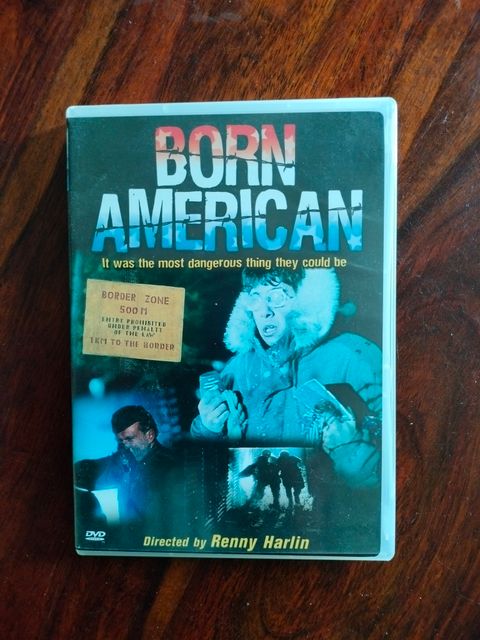 BORN
AMERICAN
It was the most dangerous thing they could be
BORDER ZONE
500M
ENTRY PROHIBITED
UNDER PENALTY
OF THE LAW
1KM TO THE BORDER
DVD
Directed by Renny Harlin